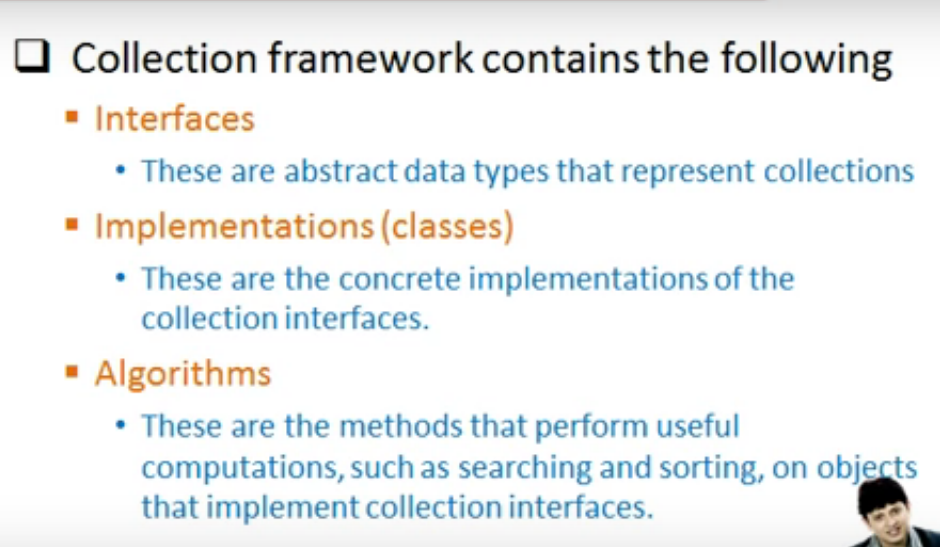 Collection framework contains the following
Interfaces
These are abstract data types that represent collections
Implementations (classes)
These are the concrete implementations of the
collection interfaces.
Algorithms
These are the methods that perform useful
computations, such as searching and sorting, on objects
that implement collection interfaces.